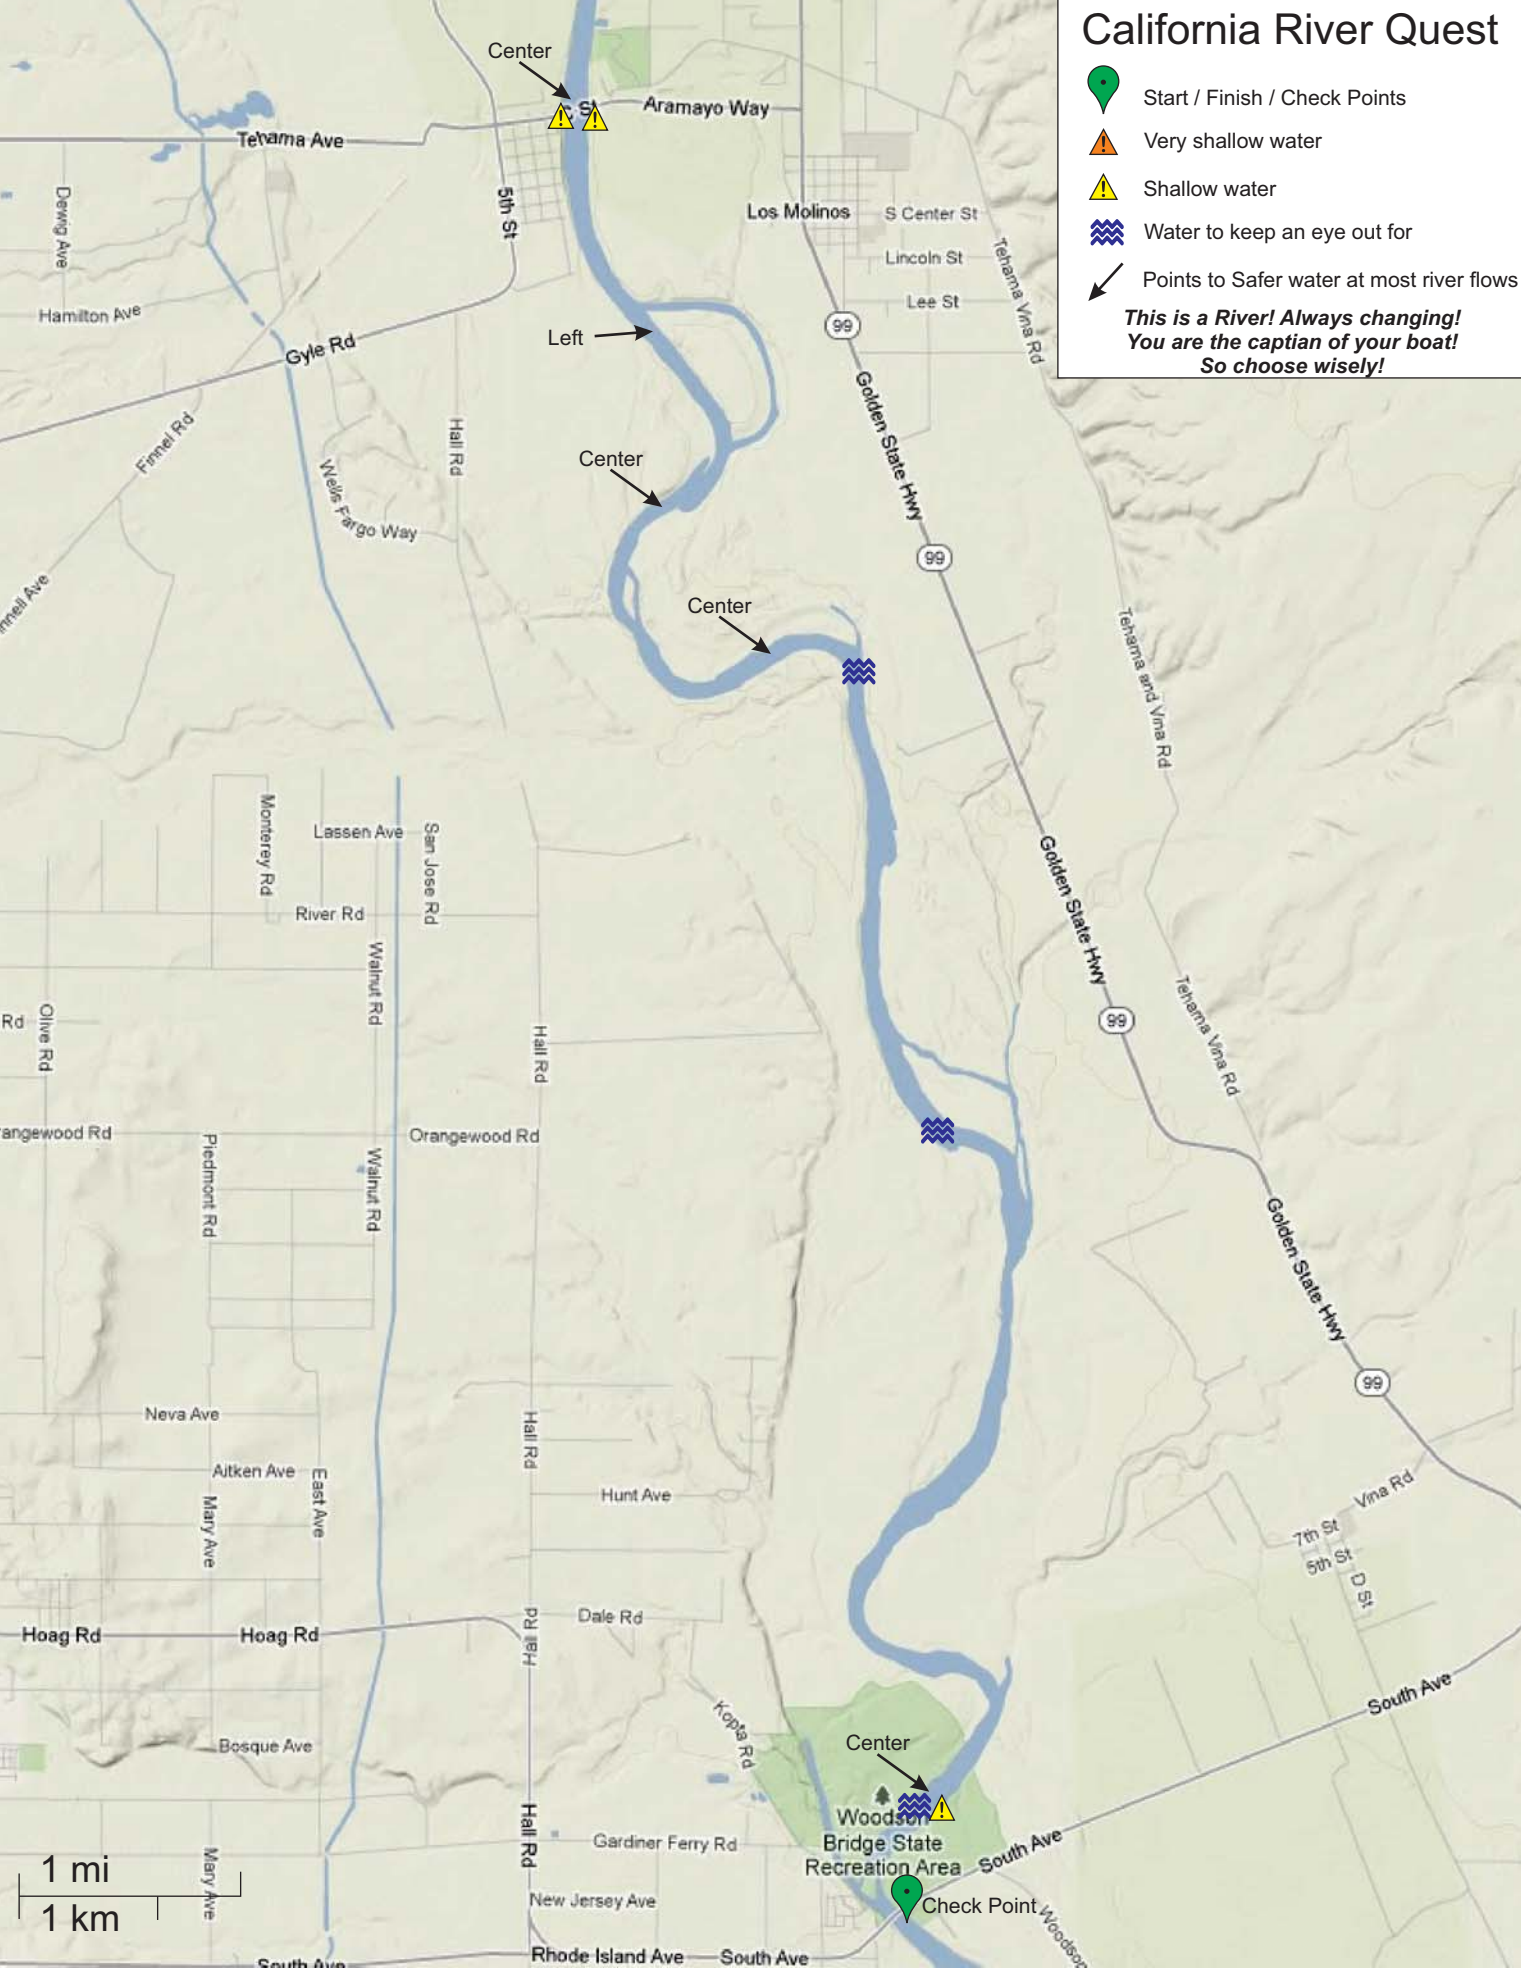 California River Quest
Start / Finish / Check Points
Very shallow water
Shallow water
Water to keep an eye out for
Points to Safer water at most river flows
This is a River! Always changing!
You are the captian of your boat!
So choose wisely!
Center
C St
Aramayo Way
Tehama Ave
5th St
Dewig Ave
Los Molinos
S Center St
Lincoln St
Lee St
Tehama Vina Rd
Hamilton Ave
Gyle Rd
Left
99
Golden State Hwy
Finnel Rd
Hall Rd
Wells Fargo Way
Center
99
nnell Ave
Center
Tehama and Vina Rd
Monterey Rd
Lassen Ave
San Jose Rd
River Rd
Golden State Hwy
Walnut Rd
Tehama Vina Rd
Rd
Olive Rd
99
Hall Rd
angewood Rd
Orangewood Rd
Piedmont Rd
Walnut Rd
Golden State Hwy
99
Neva Ave
Hall Rd
Aitken Ave
East Ave
Hunt Ave
Mary Ave
Vina Rd
7th St
5th St
D St
Hoag Rd
Hoag Rd
Hall Rd
Dale Rd
South Ave
Kopta Rd
Bosque Ave
Center
Woodson
Bridge State
Recreation Area
Hall Rd
Gardiner Ferry Rd
South Ave
1 mi
1 km
Mary Ave
New Jersey Ave
Check Point
Woodson
Rhode Island Ave
South Ave
South Ave